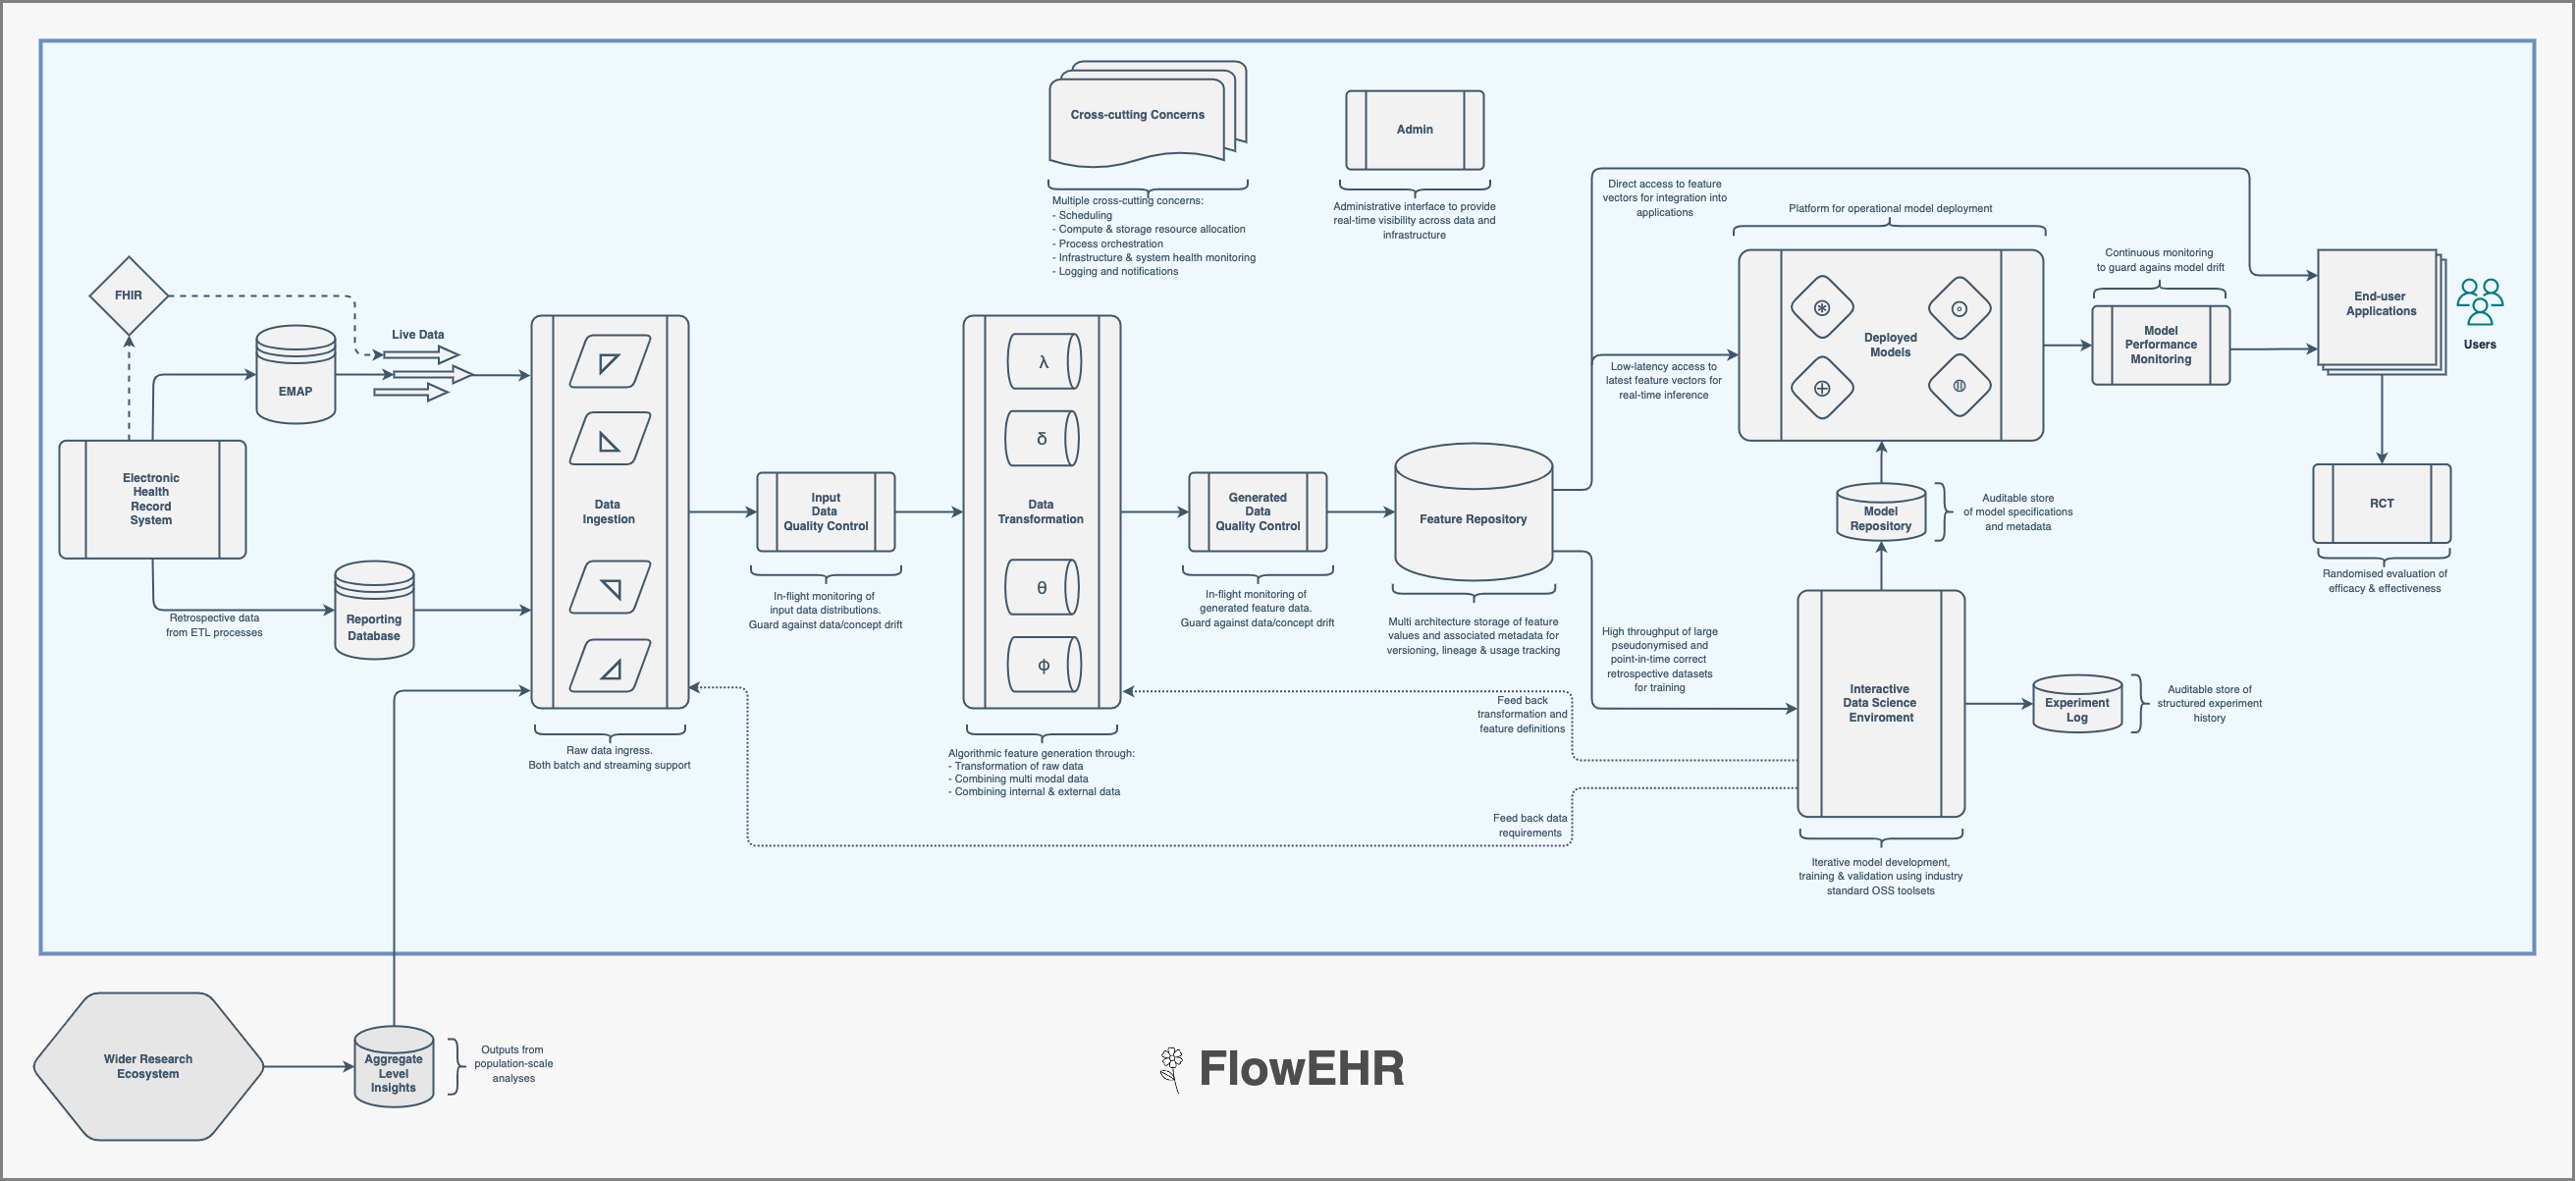 Cross-cutting Concerns
Multiple cross-cutting concerns:
- Scheduling
- Compute & storage resource allocation
- Process orchestration
- Infrastructure & system health monitoring
- Logging and notifications
Admin
Administrative interface to provide
real-time visibility across data and
infrastructure
FHIR
EMAP
Live Data
Electronic
Health
Record
System
Retrospective data
from ETL processes
Reporting
Database
Data
Ingestion
Raw data ingress.
Both batch and streaming support
Input
Data
Quality Control
In-flight monitoring of
input data distributions.
Guard against data/concept drift
λ
δ
Data
Transformation
θ
ϕ
Algorithmic feature generation through:
- Transformation of raw data
- Combining multi modal data
- Combining internal & external data
Generated
Data
Quality Control
In-flight monitoring of
generated feature data.
Guard against data/concept drift
Feature Repository
Multi architecture storage of feature
values and associated metadata for
versioning, lineage & usage tracking
Direct access to feature
vectors for integration into
applications
Low-latency access to
latest feature vectors for
real-time inference
High throughput of large
pseudonymised and
point-in-time correct
retrospective datasets
for training
Feed back
transformation and
feature definitions
Feed back data
requirements
Platform for operational model deployment
Deployed
Models
Continuous monitoring
to guard agains model drift
Model
Performance
Monitoring
End-user
Applications
Users
RCT
Randomised evaluation of
efficacy & effectiveness
Model
Repository
Auditable store
of model specifications
and metadata
Interactive
Data Science
Enviroment
Iterative model development,
training & validation using industry
standard OSS toolsets
Experiment
Log
Auditable store of
structured experiment
history
Wider Research
Ecosystem
Aggregate
Level
Insights
Outputs from
population-scale
analyses
FlowEHR